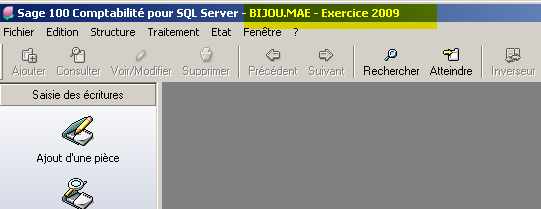 Sage 100 Comptabilité pour SQL Server - BIJOU.MAE - Exercice 2009
Fichier Edition Structure Traitement Etat Fenêtre ?
Ajouter Consulter Voir/Modifier Supprimer Précédent Suivant Rechercher Atteindre Inverseur
Saisie des écritures
Ajout d'une pièce